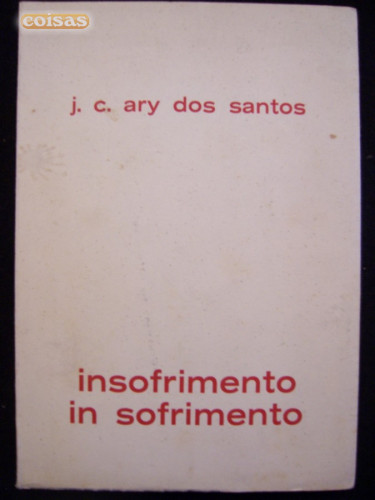 coisas
j. c. ary dos santos
insofrimento
in sofrimento